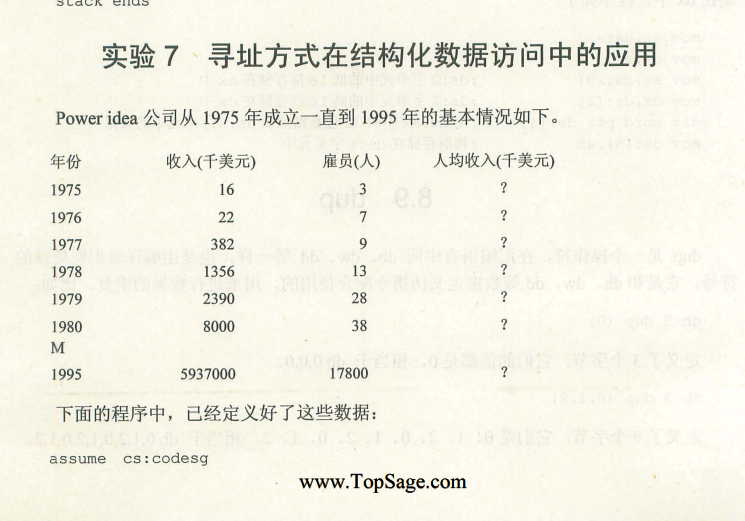 stack ends
实验 7 寻址方式在结构化数据访问中的应用
Power idea 公司从 1975 年成立一直到 1995 年的基本情况如下。
年份 收入(千美元) 雇员(人) 人均收入(千美元)
1975 16 3 ?
1976 22 7 ?
1977 382 9 ?
1978 1356 13 ?
1979 2390 28 ?
1980 8000 38 ?
M
1995 5937000 17800 ?
下面的程序中，已经定义好了这些数据：
assume cs:codesg
www.TopSage.com